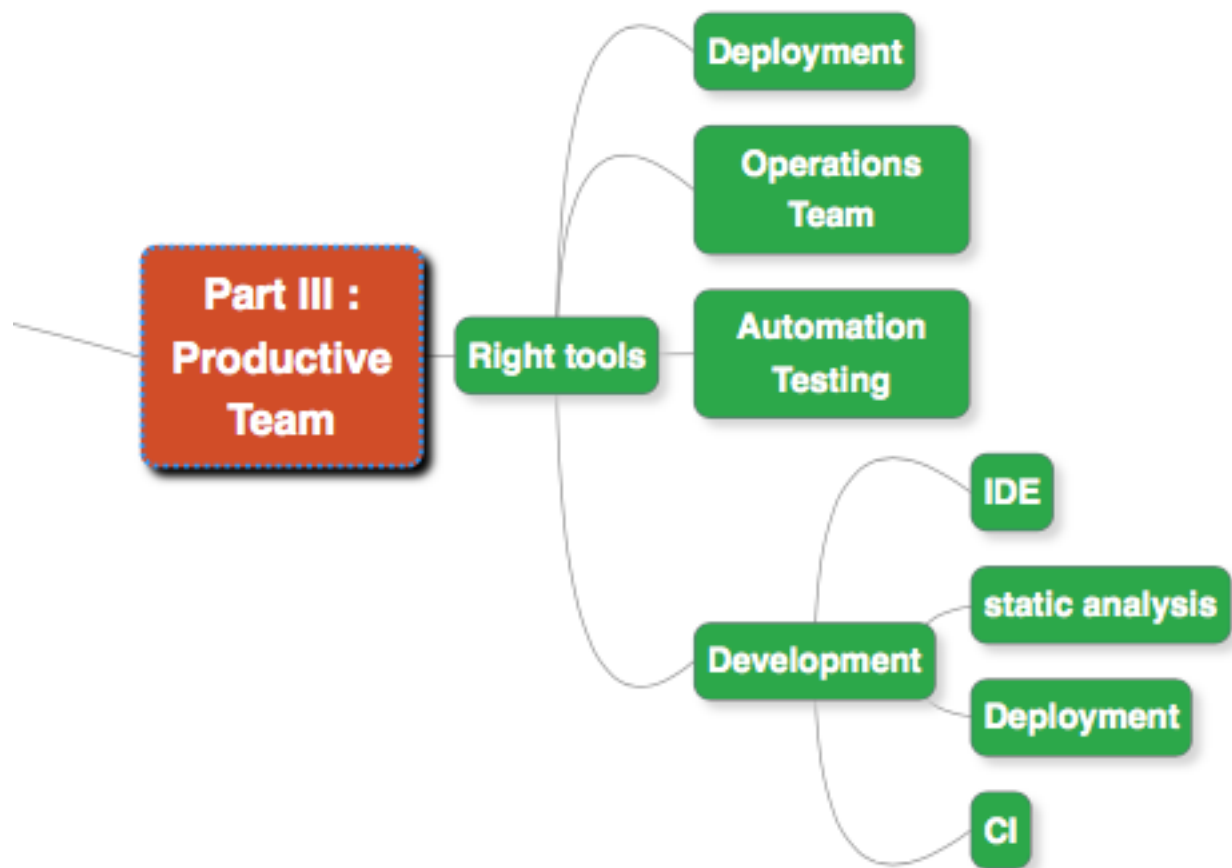 Deployment
Operations
Team
Part III :
Productive
Team
Right tools
Automation
Testing
IDE
static analysis
Development
Deployment
CI